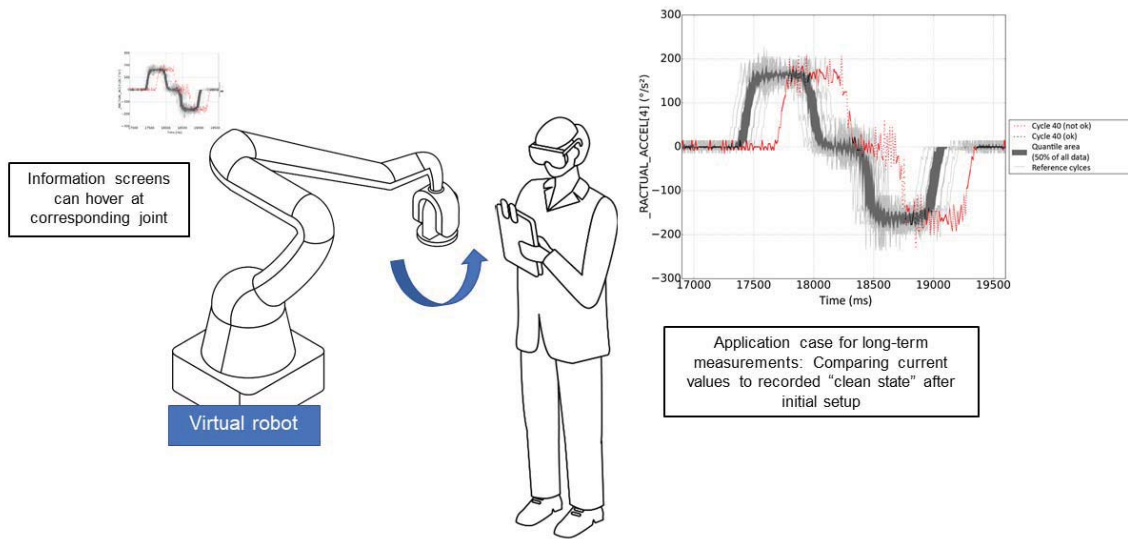 Information screens
can hover at
corresponding joint
Virtual robot
300
200
100
0
−100
−200
−300
_RACTUAL_ACCEL[4] (°/s²)
17000 17500 18000 18500 19000 19500
Time (ms)
Cycle 40 (not ok)
Cycle 40 (ok)
Quantile area
(50% of all data)
Reference cylces
Application case for long-term
measurements: Comparing current
values to recorded “clean state” after
initial setup